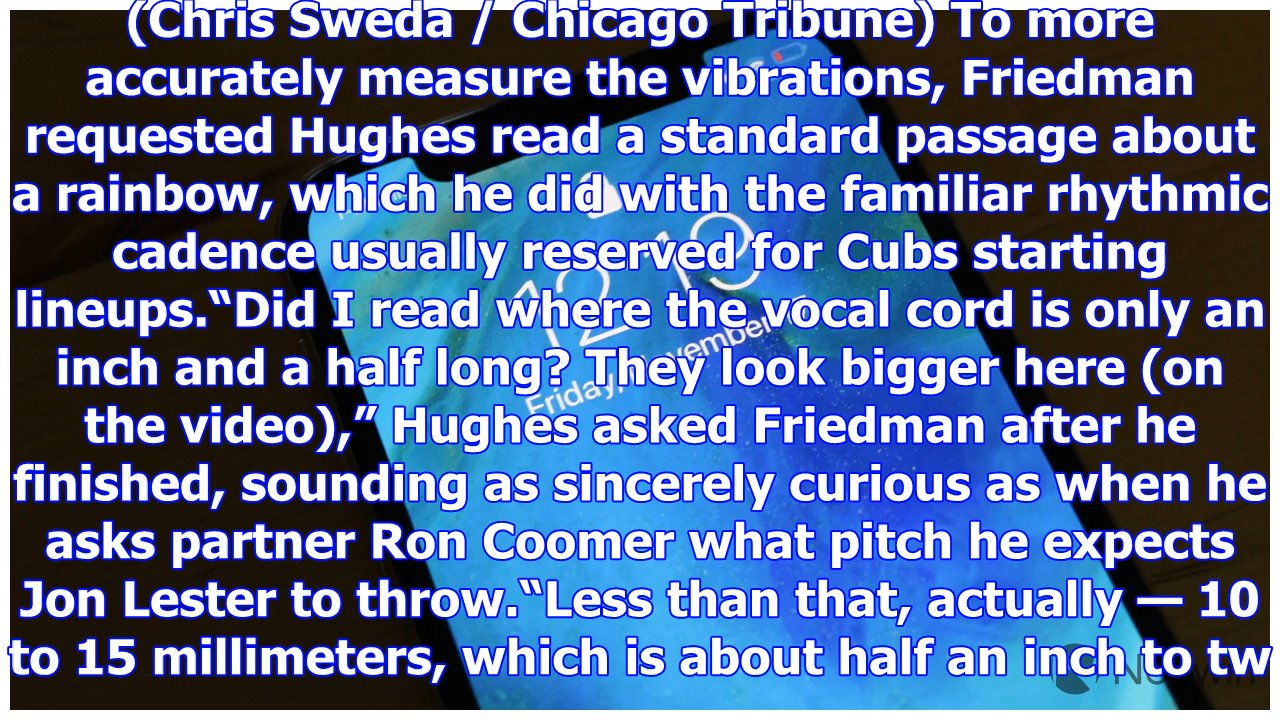 (Chris Sweda / Chicago Tribune) To more
accurately measure the vibrations, Friedman
requested Hughes read a standard passage about
a rainbow, which he did with the familiar rhythmic
cadence usually reserved for Cubs starting
lineups.“Did I read where the vocal cord is only an
inch and a half long? They look bigger here (on
the video),” Hughes asked Friedman after he
finished, sounding as sincerely curious as when he
asks partner Ron Coomer what pitch he expects
Jon Lester to throw.“Less than that, actually — 10
to 15 millimeters, which is about half an inch to tw
12 19
Friday, November